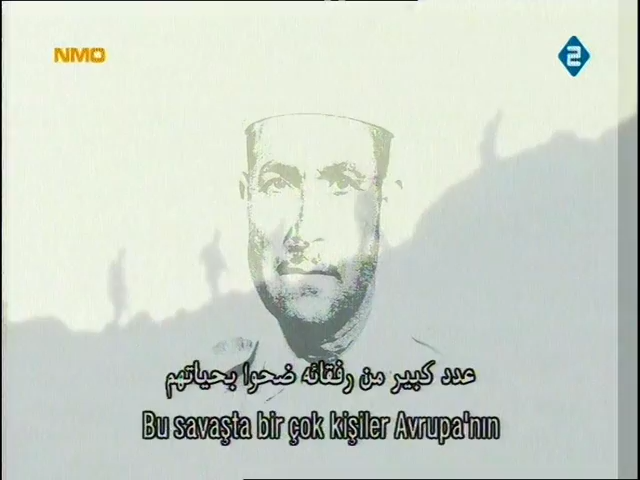 NMO
2
عدد كبير من رفقائه ضحوا بحياتهم
Bu savaşta bir çok kişiler Avrupa'nın